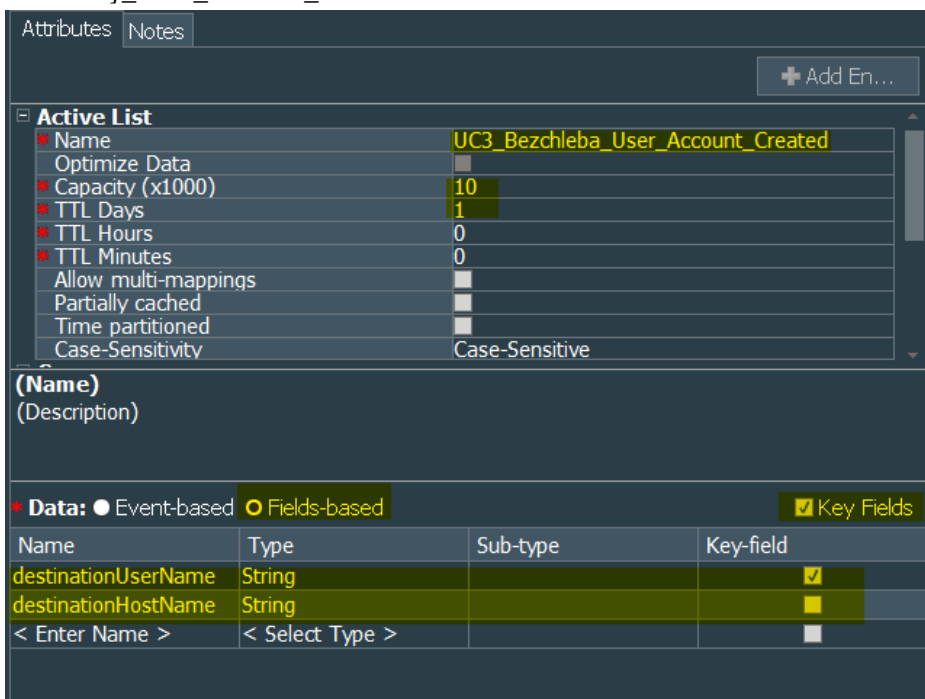 Attributes Notes
Add En...
Active List
* Name UC3_Bezchleba_User_Account_Created
Optimize Data
* Capacity (x1000) 10
* TTL Days 1
* TTL Hours 0
* TTL Minutes 0
Allow multi-mappings
Partially cached
Time partitioned
Case-Sensitivity Case-Sensitive
(Name)
(Description)
* Data: Event-based Fields-based Key Fields
Name Type Sub-type Key-field
destinationUserName String
destinationHostName String
< Enter Name > < Select Type >